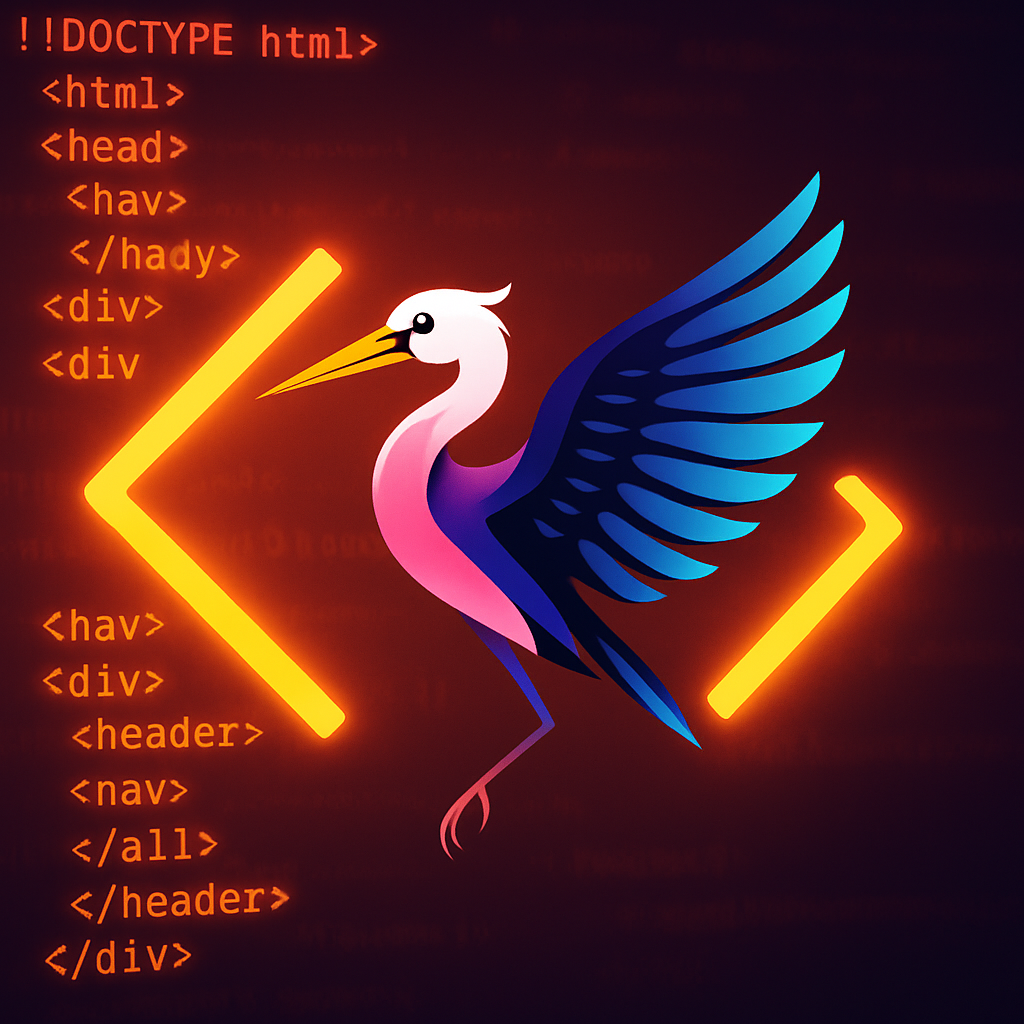 !!DOCTYPE html>
<html>
<head>
<hav>
</hady>
<div>
<div
<hav>
<div>
<header>
<nav>
</all>
</header>
</div>